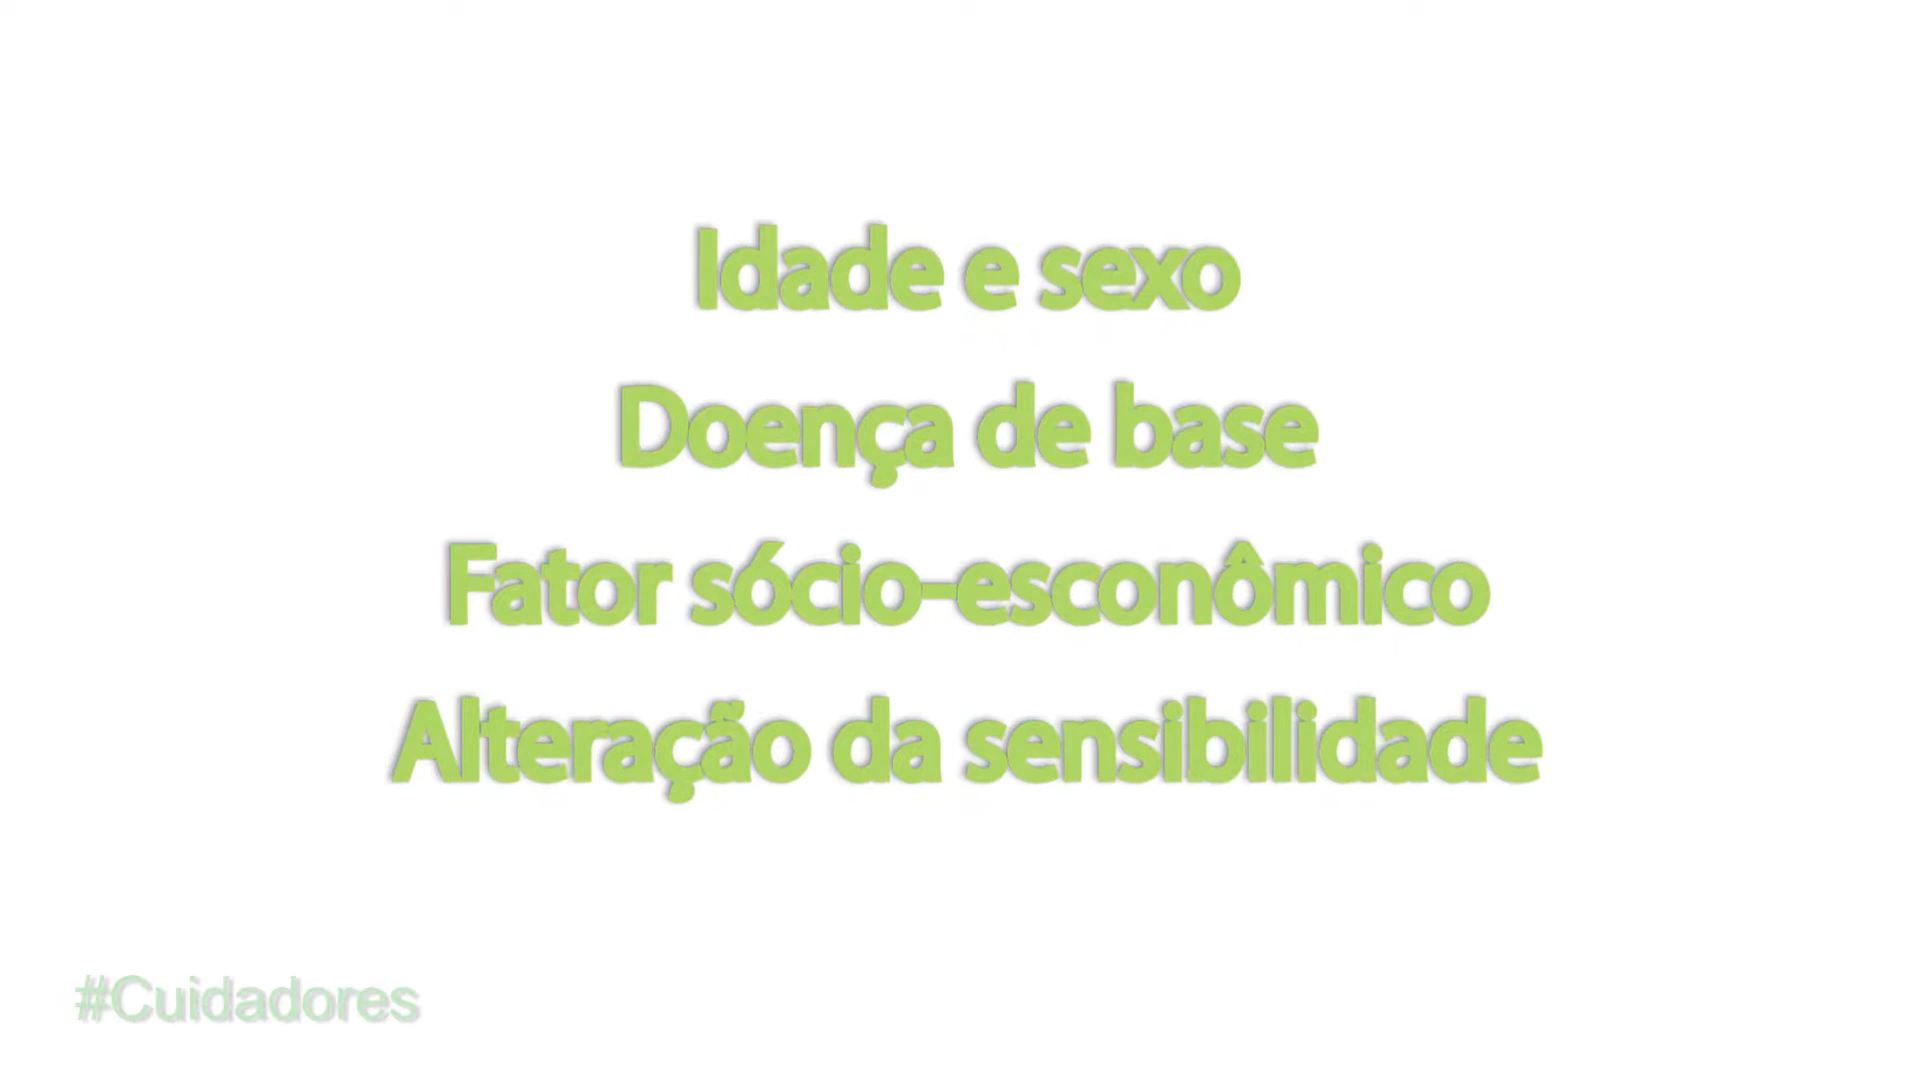 Idade e sexo
Doença de base
Fator sócio-esconômico
Alteração da sensibilidade
#Cuidadores